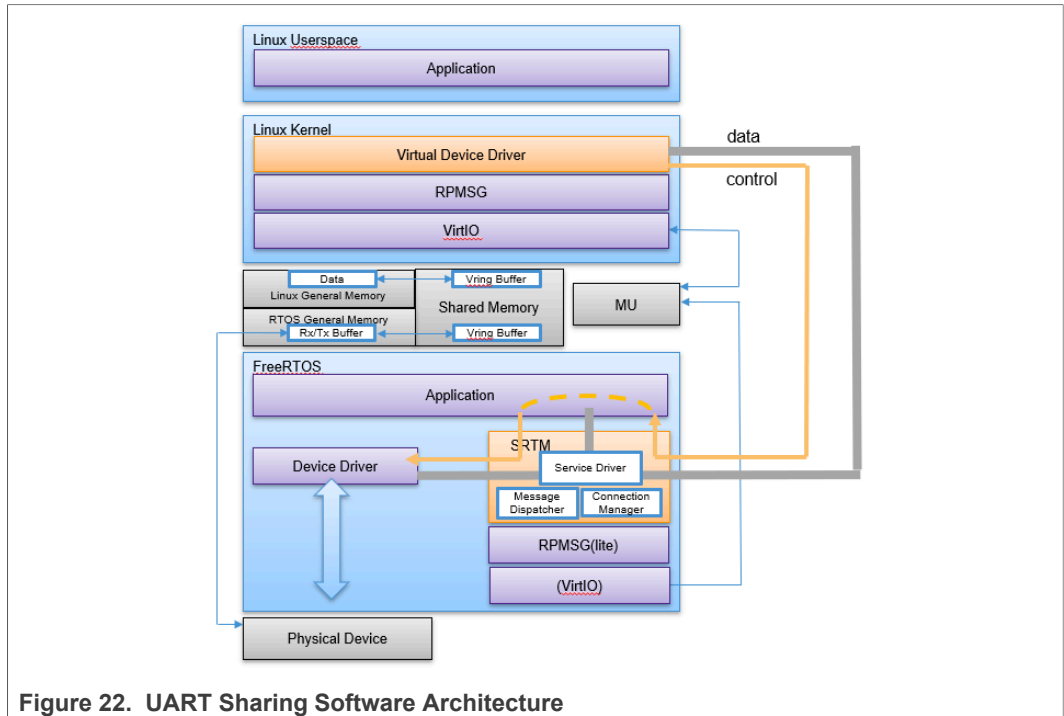 Linux Userspace
Application
Linux Kernel
Virtual Device Driver
RPMSG
VirtIO
data
control
Data
Linux General Memory
RTOS General Memory
Rx/Tx Buffer
Vring Buffer
Shared Memory
Vring Buffer
MU
FreeRTOS
Application
SRTM
Service Driver
Message
Dispatcher
Connection
Manager
Device Driver
RPMSG(lite)
(VirtIO)
Physical Device
Figure 22. UART Sharing Software Architecture